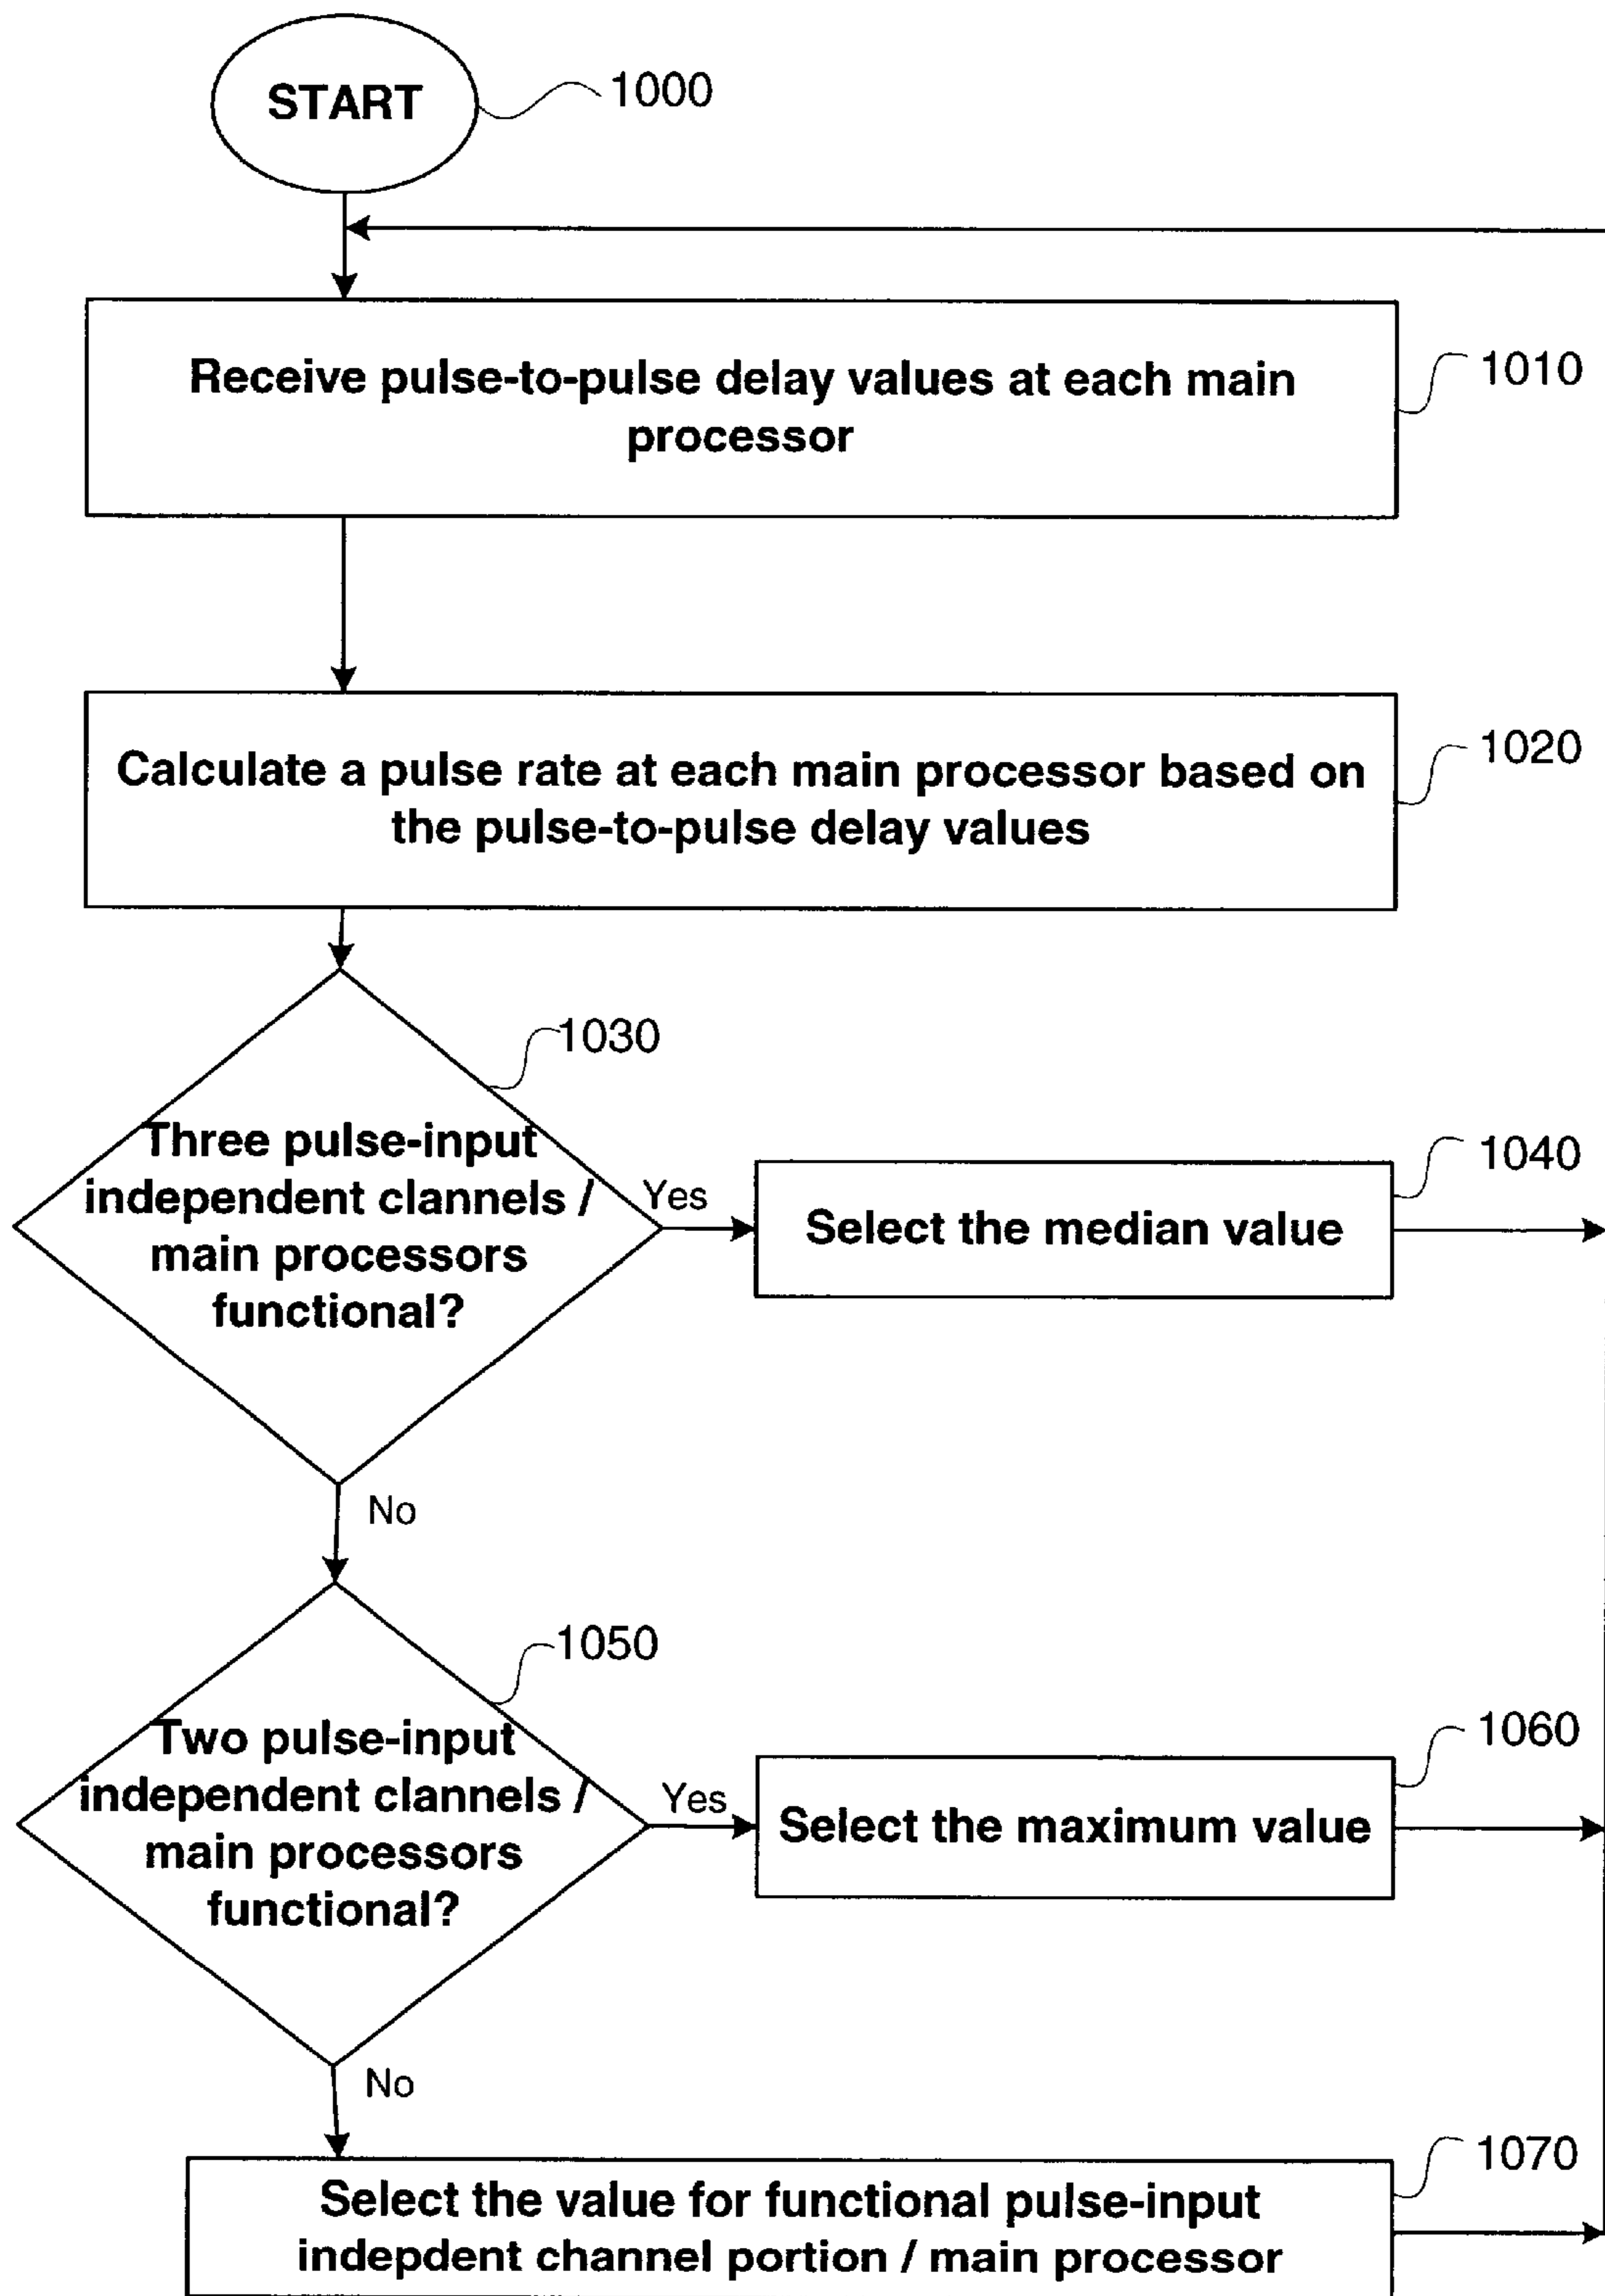 START
1000
Receive pulse-to-pulse delay values at each main
processor
1010
Calculate a pulse rate at each main processor based on
the pulse-to-pulse delay values
1020
1030
Three pulse-input
independent clannels /
main processors
functional?
Yes
Select the median value
1040
No
1050
Two pulse-input
independent clannels /
main processors
functional?
Yes
Select the maximum value
1060
No
Select the value for functional pulse-input
indepdent channel portion / main processor
1070